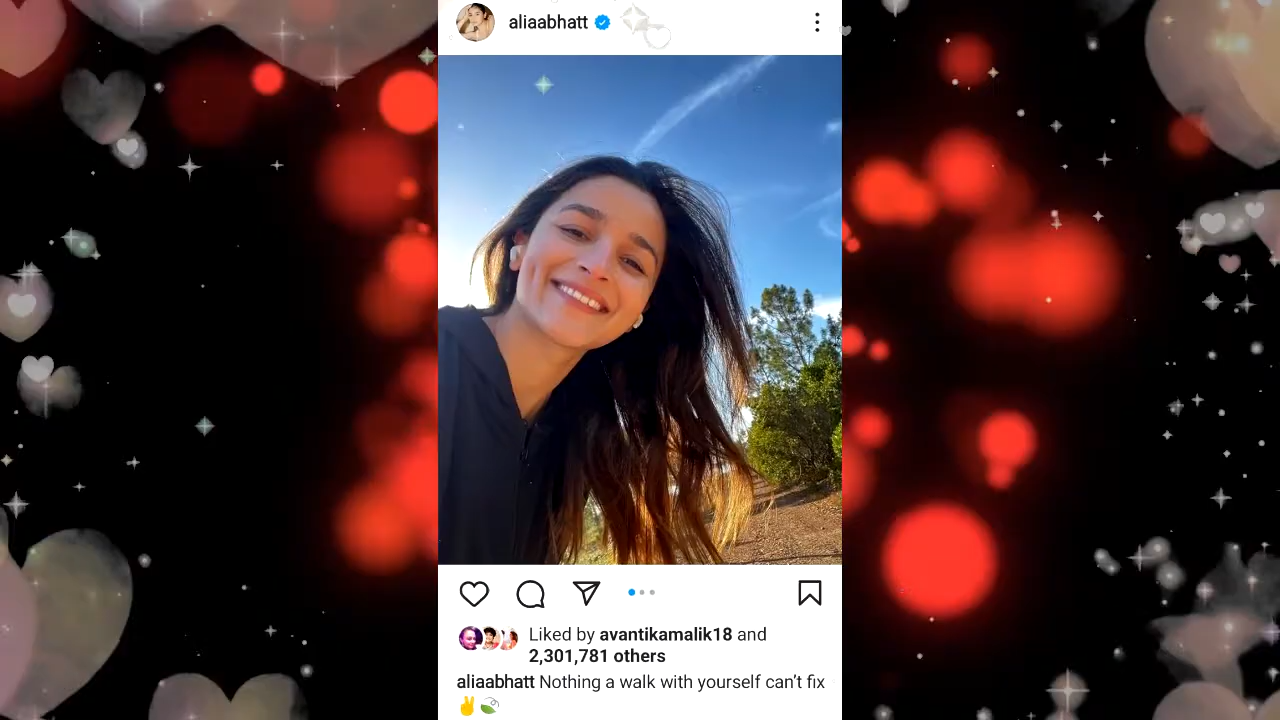 aliaabhatt
Liked by avantikamalik18 and
2,301,781 others
aliaabhatt Nothing a walk with yourself can't fix
✌️🍃